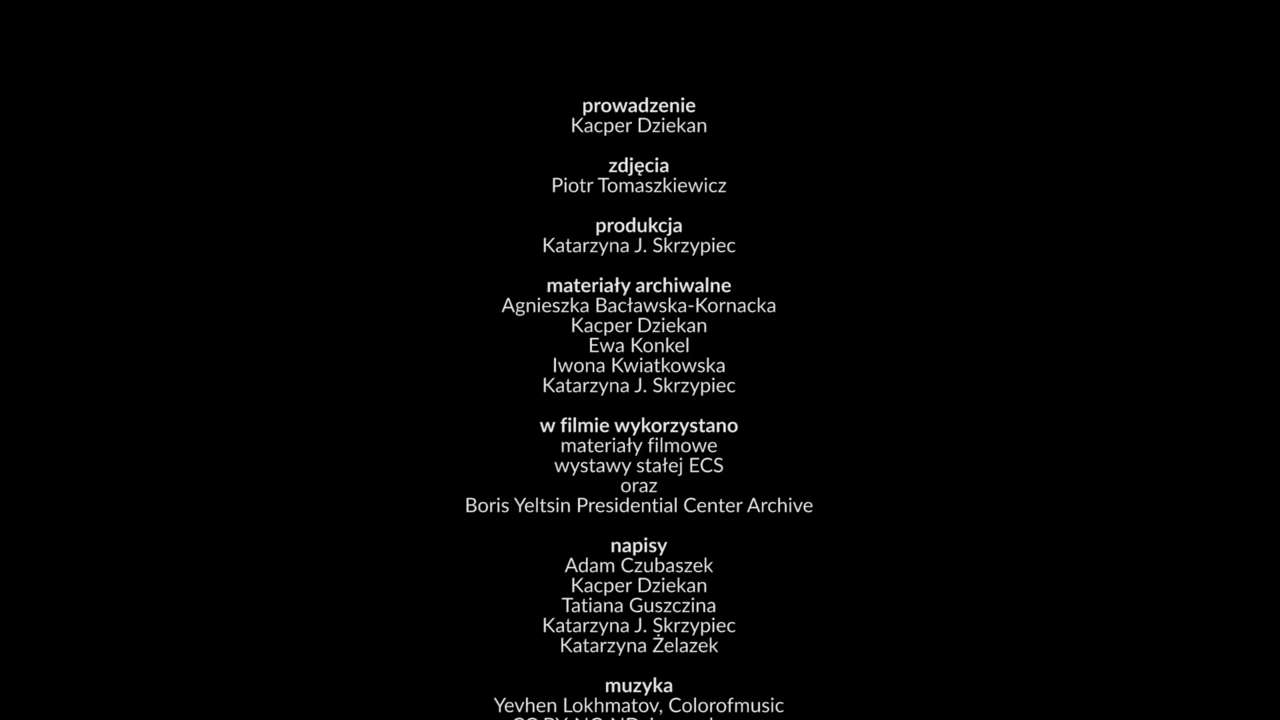 prowadzenie
Kacper Dziekan
zdjęcia
Piotr Tomaszkiewicz
produkcja
Katarzyna J. Skrzypiec
materiały archiwalne
Agnieszka Bacławska-Kornacka
Kacper Dziekan
Ewa Konkel
Iwona Kwiatkowska
Katarzyna J. Skrzypiec
w filmie wykorzystano
materiały filmowe
wystawy stałej ECS
oraz
Boris Yeltsin Presidential Center Archive
napisy
Adam Czubaszek
Kacper Dziekan
Tatiana Guszczina
Katarzyna J. Skrzypiec
Katarzyna Żelazek
muzyka
Yevhen Lokhmatov, Colorofmusic